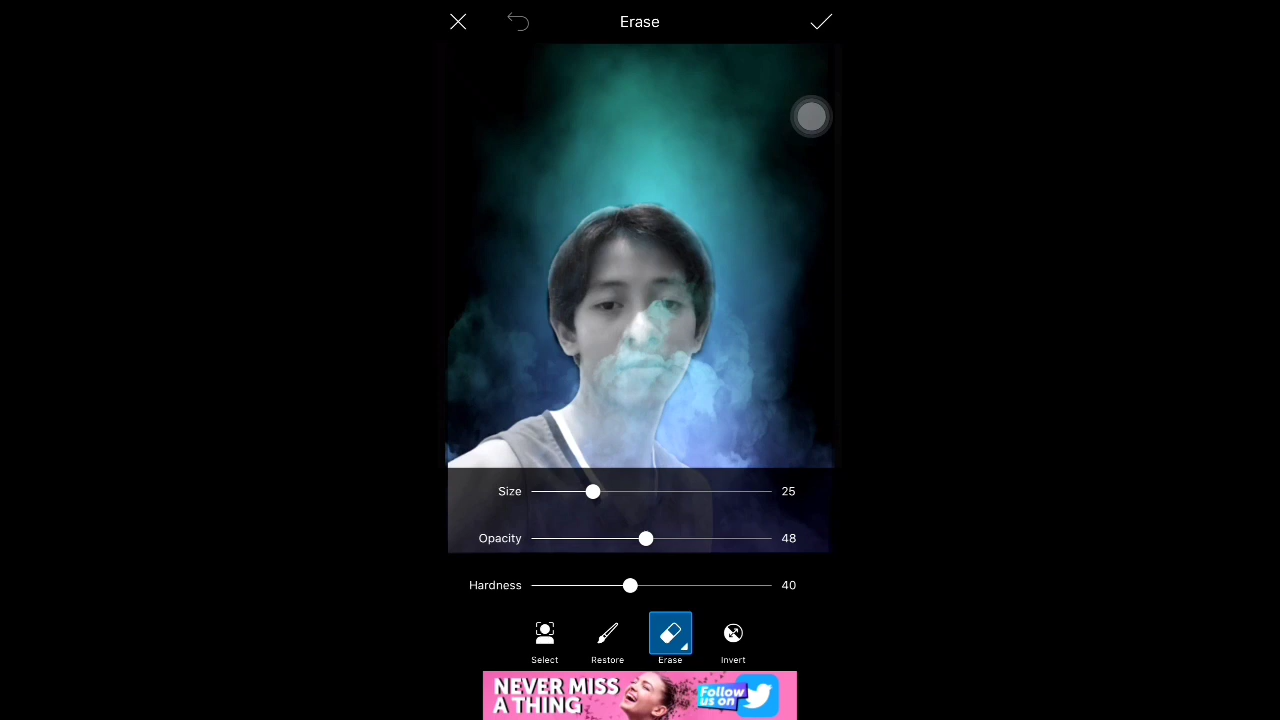 Erase
Size 25
Opacity 48
Hardness 40
Select Restore Erase Invert
NEVER MISS
A THING
Follow
us on